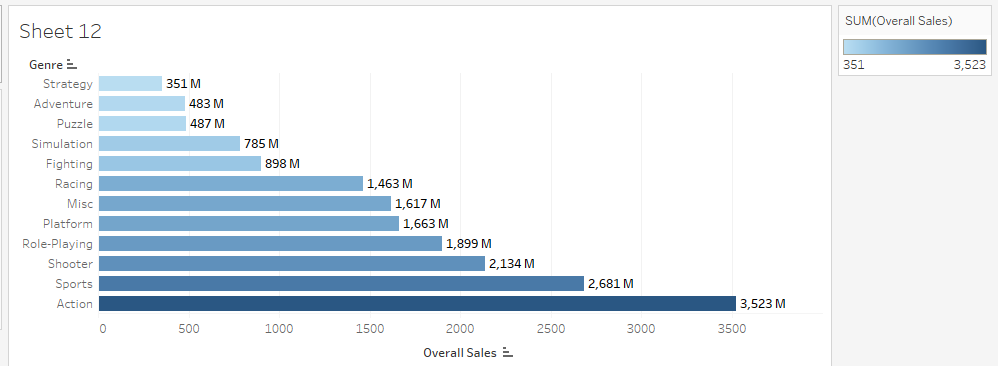 Sheet 12
SUM(Overall Sales)
351 3,523
Genre
Strategy 351 M
Adventure 483 M
Puzzle 487 M
Simulation 785 M
Fighting 898 M
Racing 1,463 M
Misc 1,617 M
Platform 1,663 M
Role-Playing 1,899 M
Shooter 2,134 M
Sports 2,681 M
Action 3,523 M
0 500 1000 1500 2000 2500 3000 3500
Overall Sales